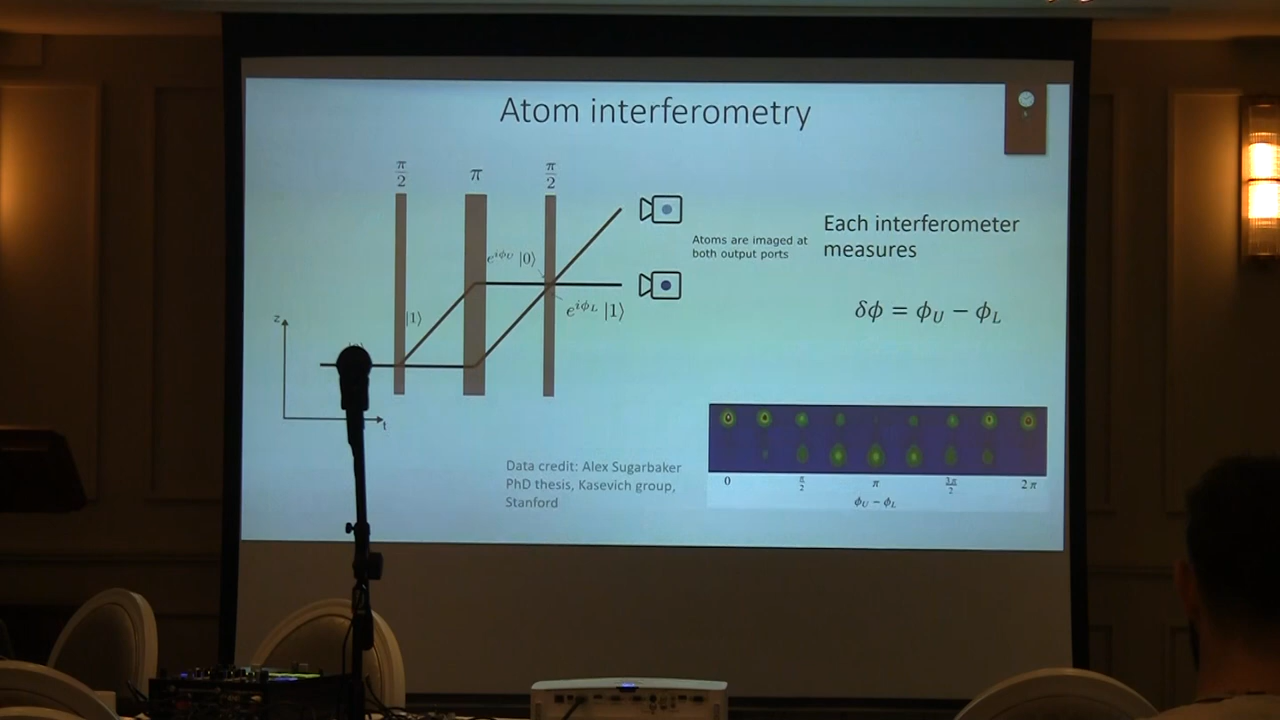 Atom interferometry
π/2
π
π/2
Atoms are imaged at
both output ports
Each interferometer
measures
e^{iϕ_U} |0⟩
e^{iϕ_L} |1⟩
|1⟩
δϕ = ϕ_U − ϕ_L
z
t
Data credit: Alex Sugarbaker
PhD thesis, Kasevich group,
Stanford
0 π/2 π 3π/2 2π
ϕ_U − ϕ_L